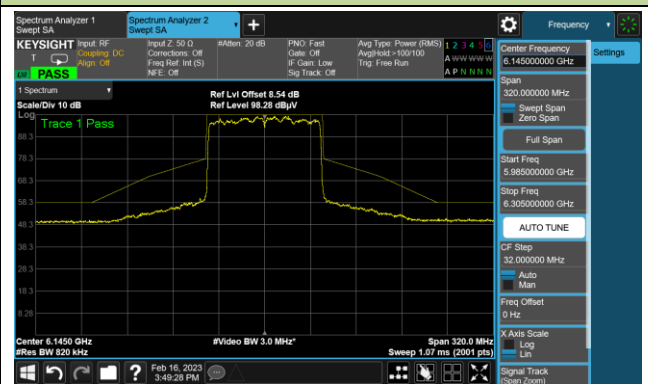 Spectrum Analyzer 1
Swept SA
Spectrum Analyzer 2
Swept SA
Frequency
KEYSIGHT
T
PASS
Input: RF
Coupling: DC
Align: Off
Input Z: 50 Ω
Corrections: Off
Freq Ref: Int (S)
NFE: Off
#Atten: 20 dB
PNO: Fast
Gate: Off
IF Gain: Low
Sig Track: Off
Avg Type: Power (RMS)
Avg|Hold:>100/100
Trig: Free Run
1 2 3 4 5 6
A W W W W W
A P N N N N
1 Spectrum
Scale/Div 10 dB
Ref Lvl Offset 8.54 dB
Ref Level 98.28 dBµV
Log
Trace 1 Pass
88.3
78.3
68.3
58.3
48.3
38.3
28.3
18.3
8.28
Center 6.1450 GHz
#Res BW 820 kHz
#Video BW 3.0 MHz*
Span 320.0 MHz
Sweep 1.07 ms (2001 pts)
Center Frequency
6.145000000 GHz
Settings
Span
320.000000 MHz
Swept Span
Zero Span
Full Span
Start Freq
5.985000000 GHz
Stop Freq
6.305000000 GHz
AUTO TUNE
CF Step
32.000000 MHz
Auto
Man
Freq Offset
0 Hz
X Axis Scale
Log
Lin
Signal Track
(Span Zoom)
?
Feb 16, 2023
3:49:28 PM